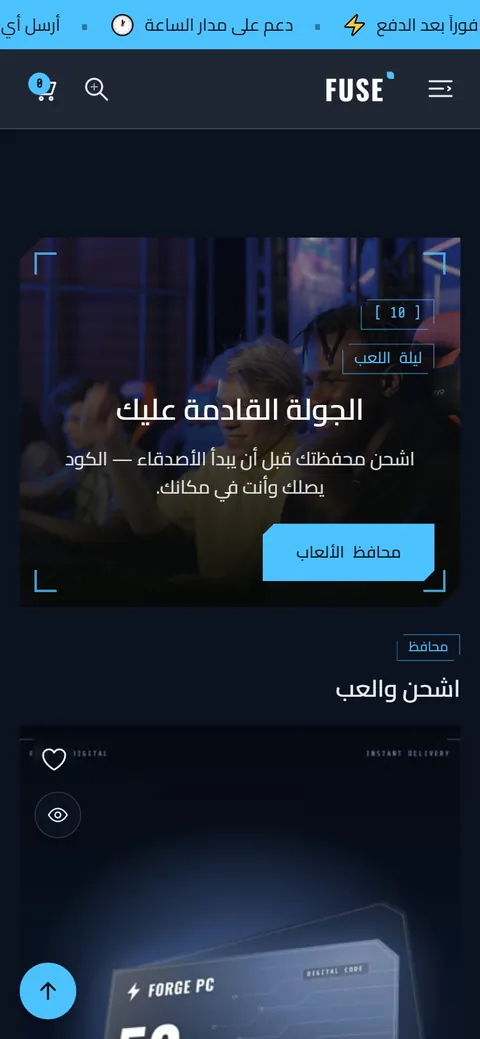 فوراً بعد الدفع ⚡ ▪ دعم على مدار الساعة 🕐 ▪ أرسل أي
FUSE
0
[ 10 ]
ليلة اللعب
الجولة القادمة عليك
اشحن محفظتك قبل أن يبدأ الأصدقاء — الكود
يصلك وأنت في مكانك.
محافظ الألعاب
محافظ
اشحن والعب
INSTANT DELIVERY
DIGITAL
DIGITAL CODE
FORGE PC
50